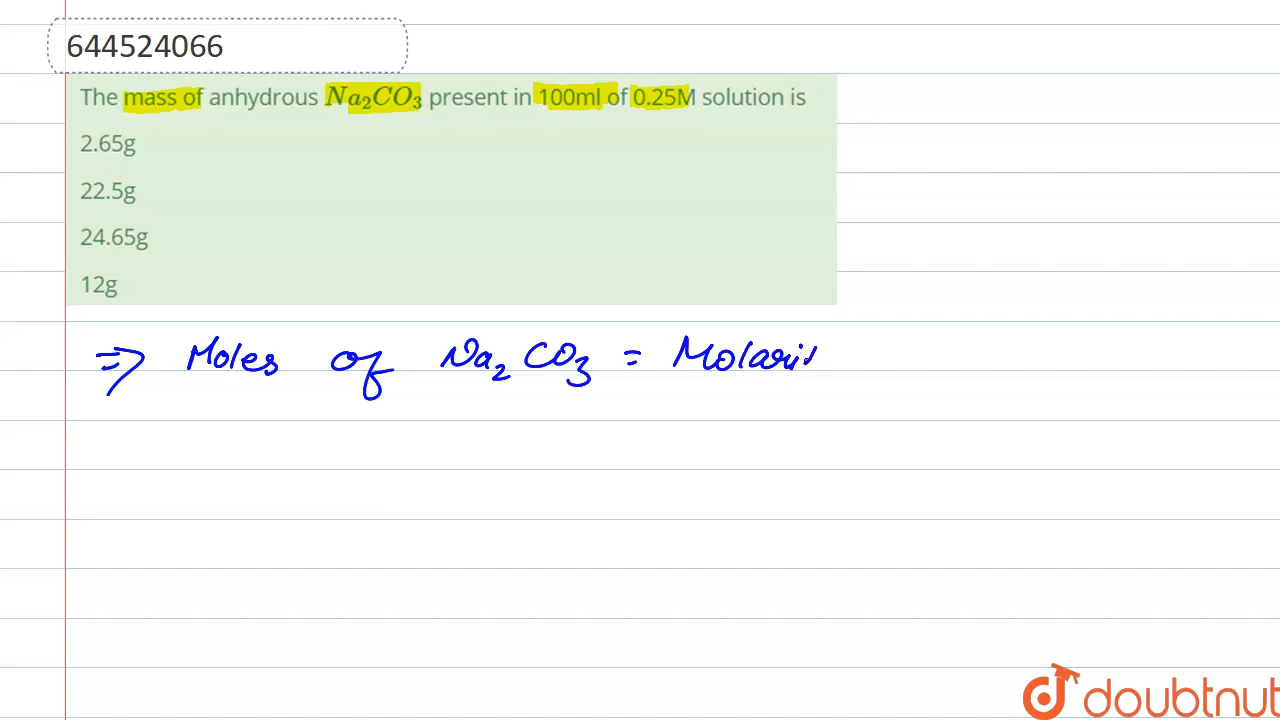 644524066
The mass of anhydrous Na₂CO₃ present in 100ml of 0.25M solution is
2.65g
22.5g
24.65g
12g
⇒ Moles of Na₂CO₃ = Molari
doubtnut